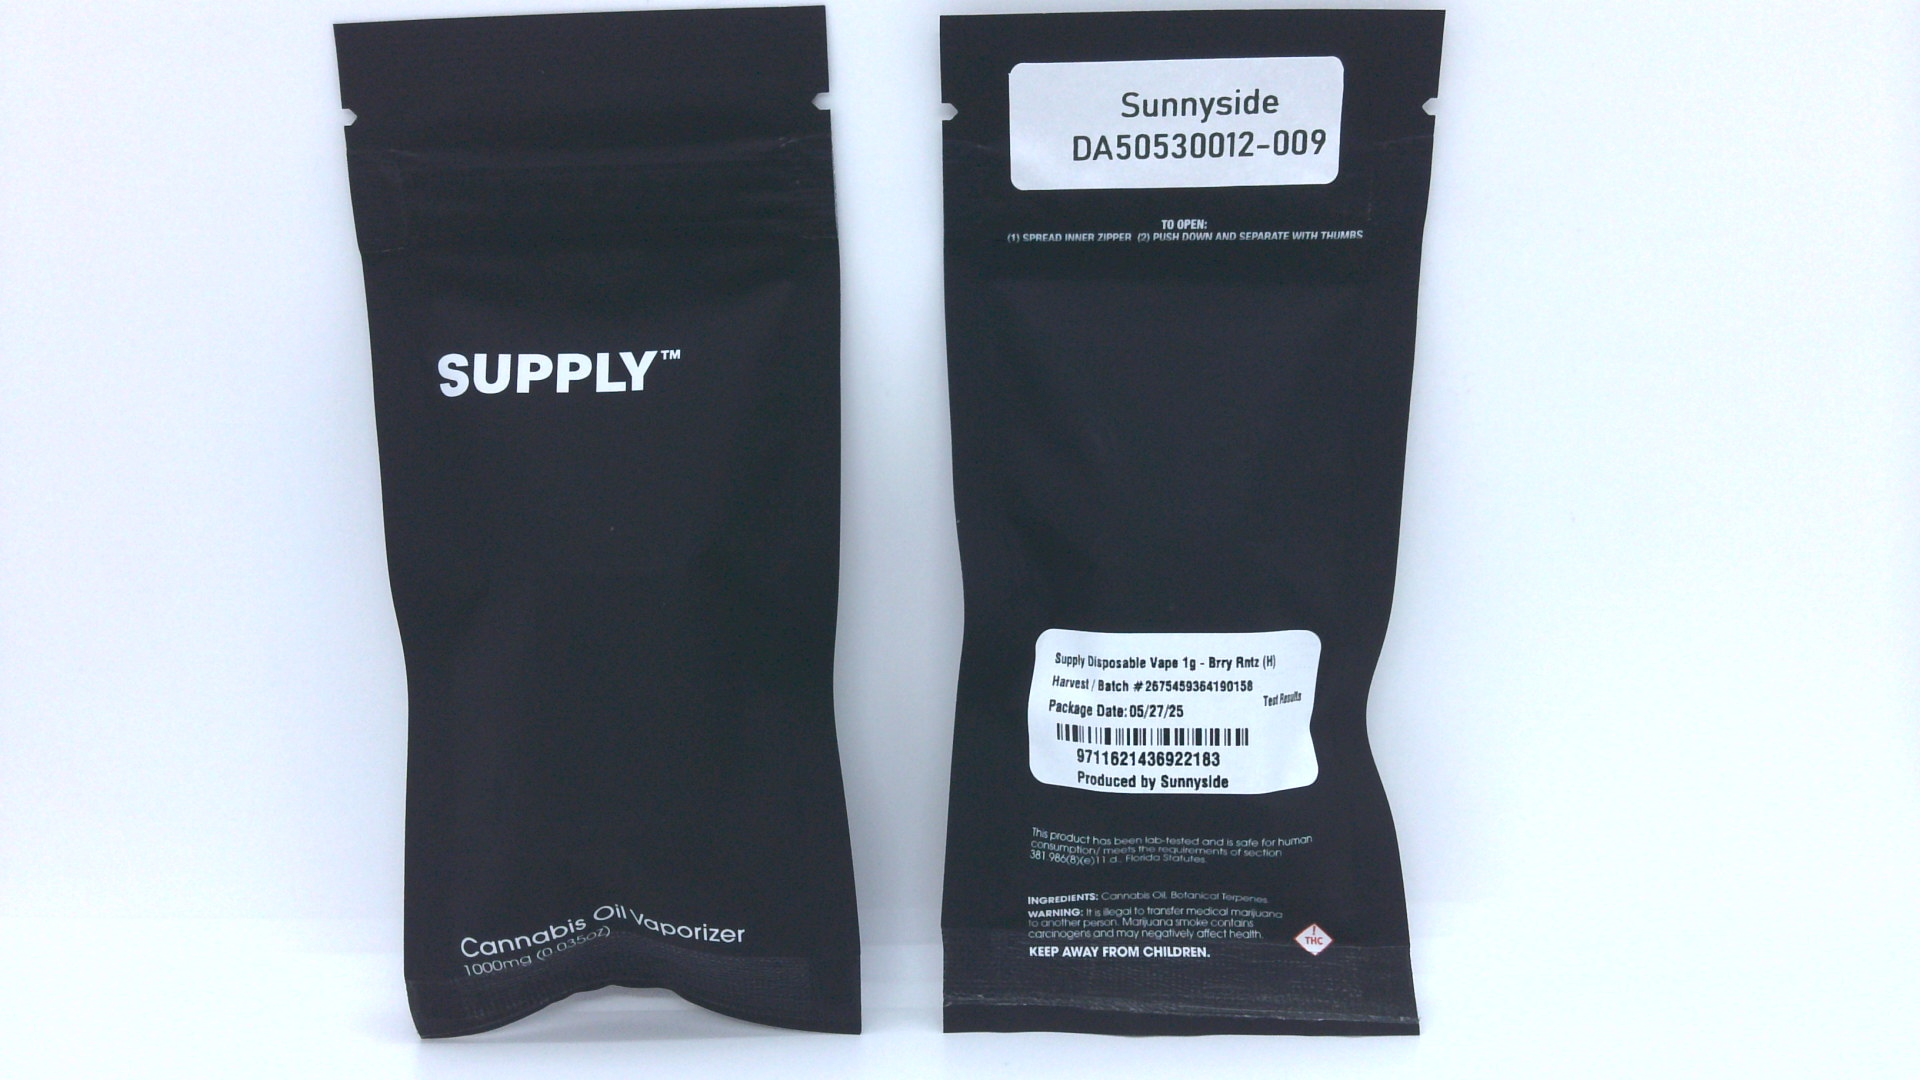 SUPPLY™
Cannabis Oil Vaporizer
1000mg (0.035oz)
Sunnyside
DA50530012-009
TO OPEN:
(1) SPREAD INNER ZIPPER (2) PUSH DOWN AND SEPARATE WITH THUMBS
Supply Disposable Vape 1g - Brry Rntz (H)
Harvest / Batch # 2675459364190158
Test Results
Package Date: 05/27/25
9711621436922183
Produced by Sunnyside
This product has been lab-tested and is safe for human
consumption/ meets the requirements of section
381.986(8)(e)11.d., Florida Statutes.
INGREDIENTS: Cannabis Oil, Botanical Terpenes.
WARNING: It is illegal to transfer medical marijuana
to another person. Marijuana smoke contains
carcinogens and may negatively affect health.
KEEP AWAY FROM CHILDREN.
!
THC